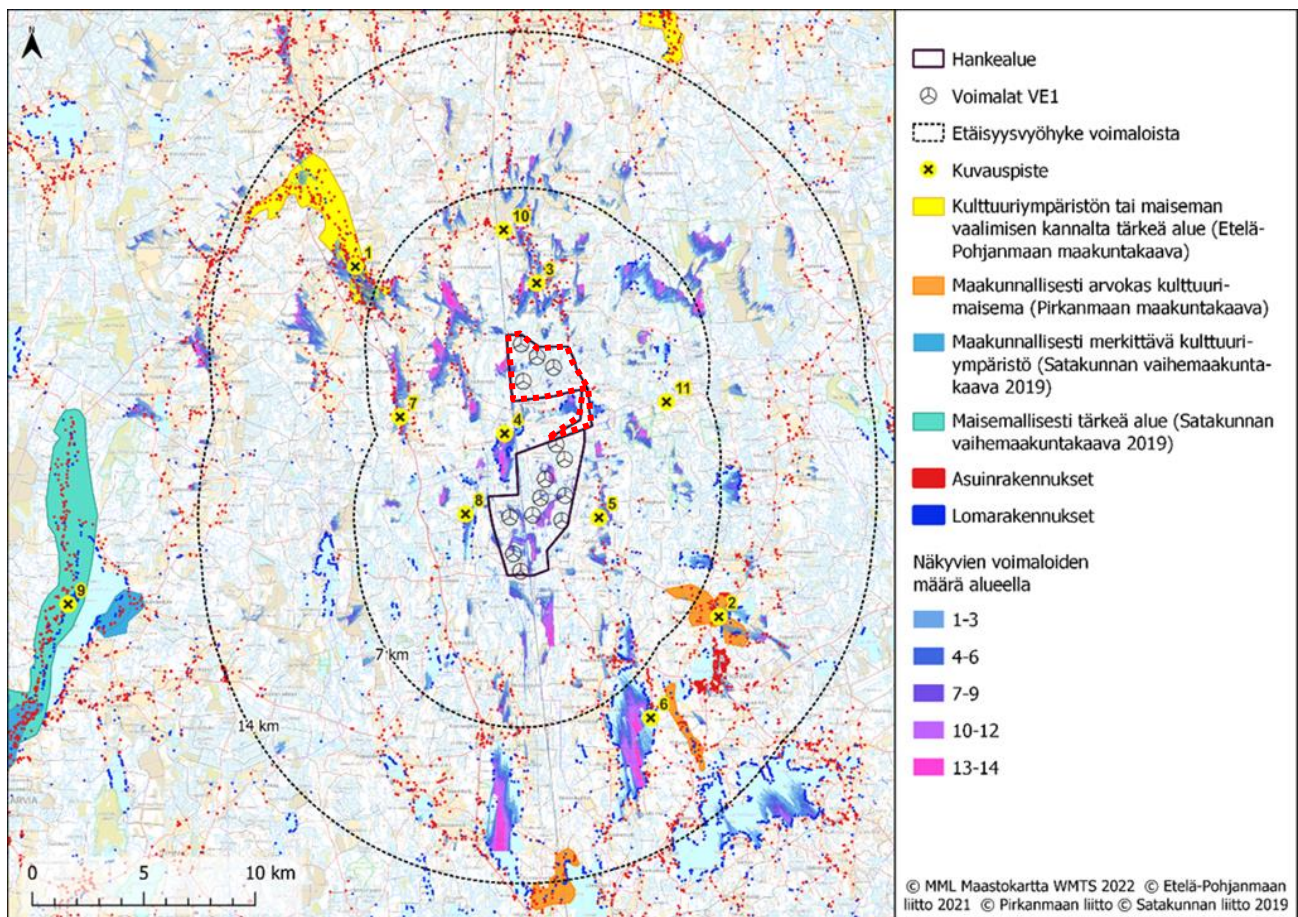 N
10
1
3
11
7
4
8
5
9
2
6
7 km
14 km
ARVIA
0 5 10 km
Hankealue
Voimalat VE1
Etäisyysvyöhyke voimaloista
Kuvauspiste
Kulttuuriympäristön tai maiseman
vaalimisen kannalta tärkeä alue (Etelä-
Pohjanmaan maakuntakaava)
Maakunnallisesti arvokas kulttuuri-
maisema (Pirkanmaan maakuntakaava)
Maakunnallisesti merkittävä kulttuuri-
ympäristö (Satakunnan vaihemaakunta-
kaava 2019)
Maisemallisesti tärkeä alue (Satakunnan
vaihemaakuntakaava 2019)
Asuinrakennukset
Lomarakennukset
Näkyvien voimaloiden
määrä alueella
1-3
4-6
7-9
10-12
13-14
© MML Maastokartta WMTS 2022 © Etelä-Pohjanmaan
liitto 2021 © Pirkanmaan liitto © Satakunnan liitto 2019